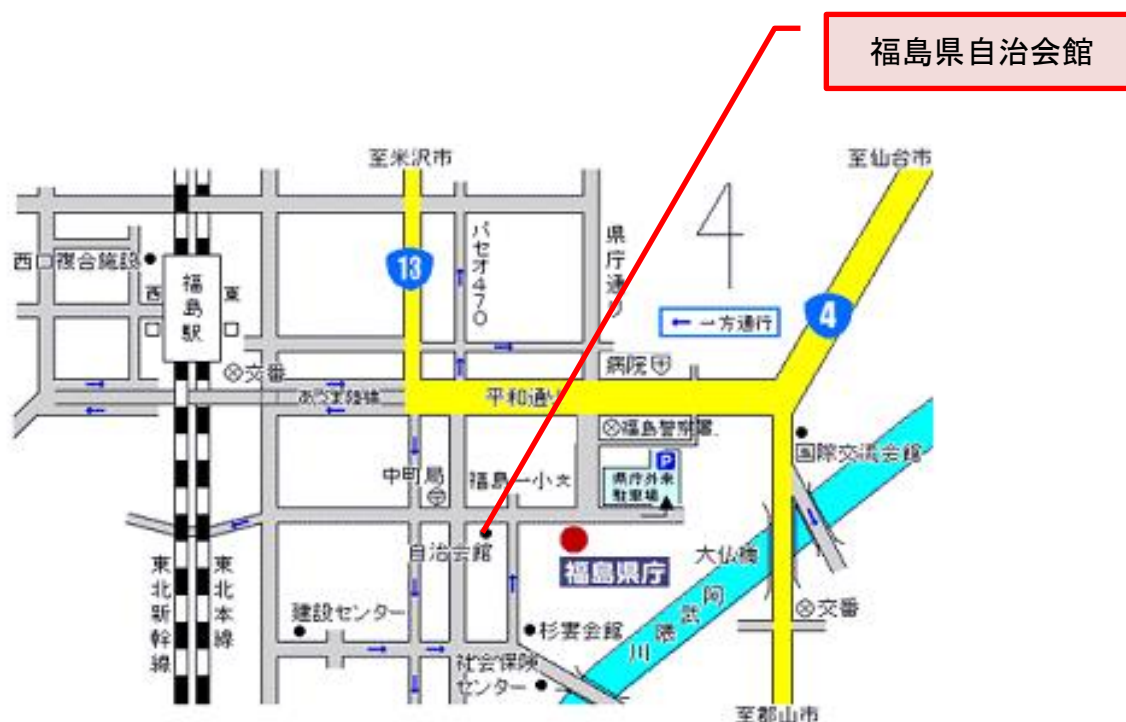 福島県自治会館
至米沢市
至仙台市
パセオ470
県庁通り
西口複合施設
13
福島駅
西口
東口
4
← 一方通行
病院
交番
あづま陸橋
平和通り
福島警察署
国際交流会館
中町局
福島一小
文
P
県庁外来
駐車場
自治会館
福島県庁
大仏橋
東北新幹線
東北本線
阿武隈川
交番
建設センター
杉妻会館
社会保険
センター
至郡山市